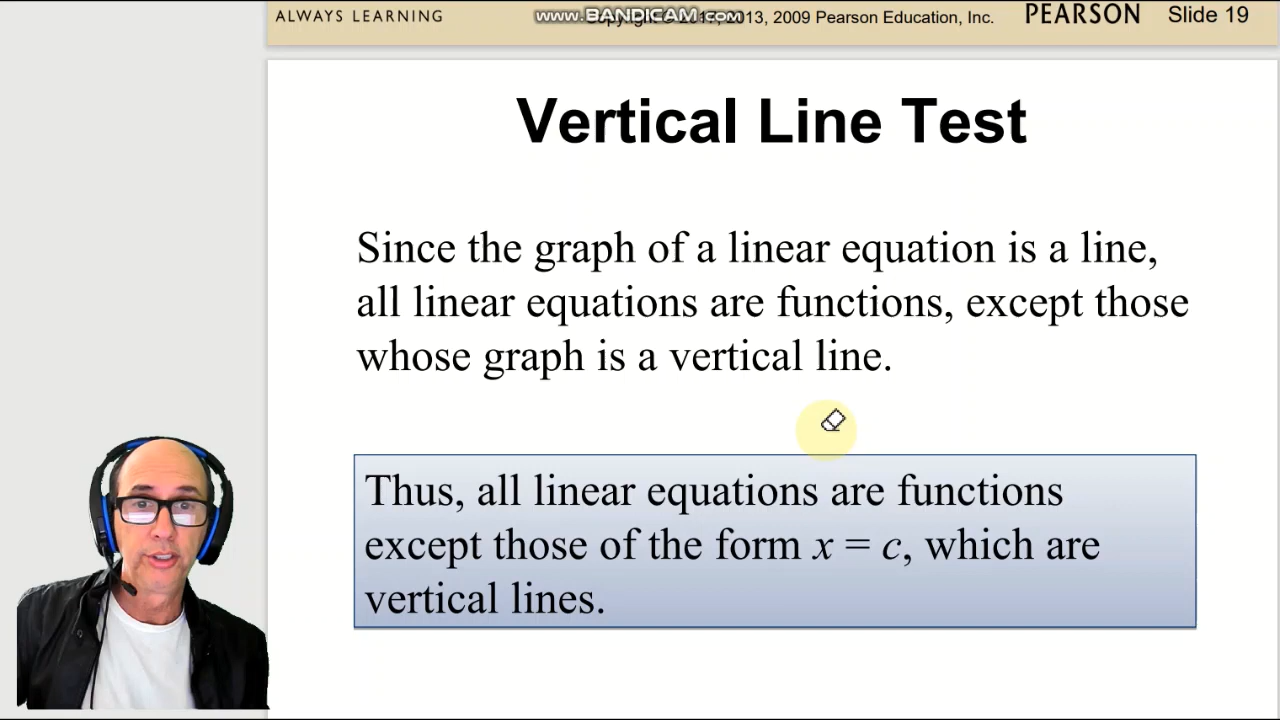 ALWAYS LEARNING
www.BANDICAM.com
2013, 2009 Pearson Education, Inc.
PEARSON
Slide 19
Vertical Line Test
Since the graph of a linear equation is a line,
all linear equations are functions, except those
whose graph is a vertical line.
Thus, all linear equations are functions
except those of the form x = c, which are
vertical lines.